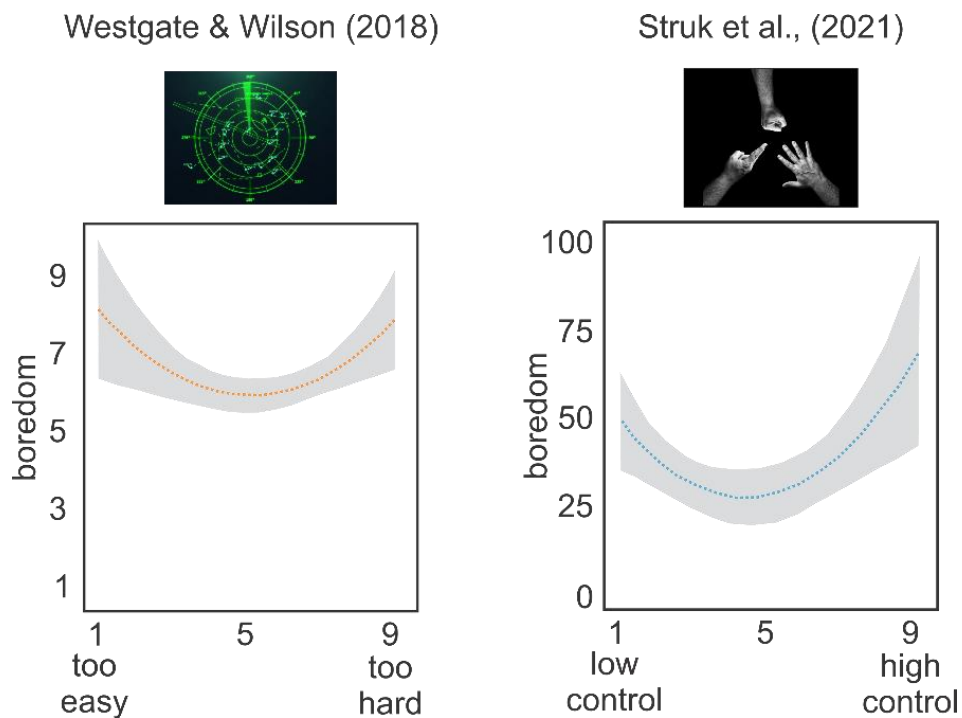 Westgate & Wilson (2018)
boredom
9
7
5
3
1
1
5
9
too
easy
too
hard
Struk et al., (2021)
boredom
100
75
50
25
0
1
5
9
low
control
high
control